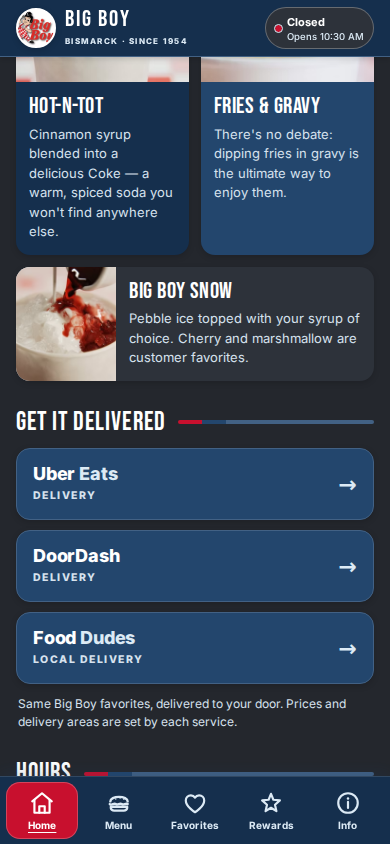 Big Boy
BIG BOY
BISMARCK · SINCE 1954
Closed
Opens 10:30 AM
HOT-N-TOT
Cinnamon syrup
blended into a
delicious Coke — a
warm, spiced soda you
won't find anywhere
else.
FRIES & GRAVY
There's no debate:
dipping fries in gravy is
the ultimate way to
enjoy them.
BIG BOY SNOW
Pebble ice topped with your syrup of
choice. Cherry and marshmallow are
customer favorites.
GET IT DELIVERED
Uber Eats
DELIVERY
→
DoorDash
DELIVERY
→
Food Dudes
LOCAL DELIVERY
→
Same Big Boy favorites, delivered to your door. Prices and
delivery areas are set by each service.
HOURS
Home
Menu
Favorites
Rewards
Info